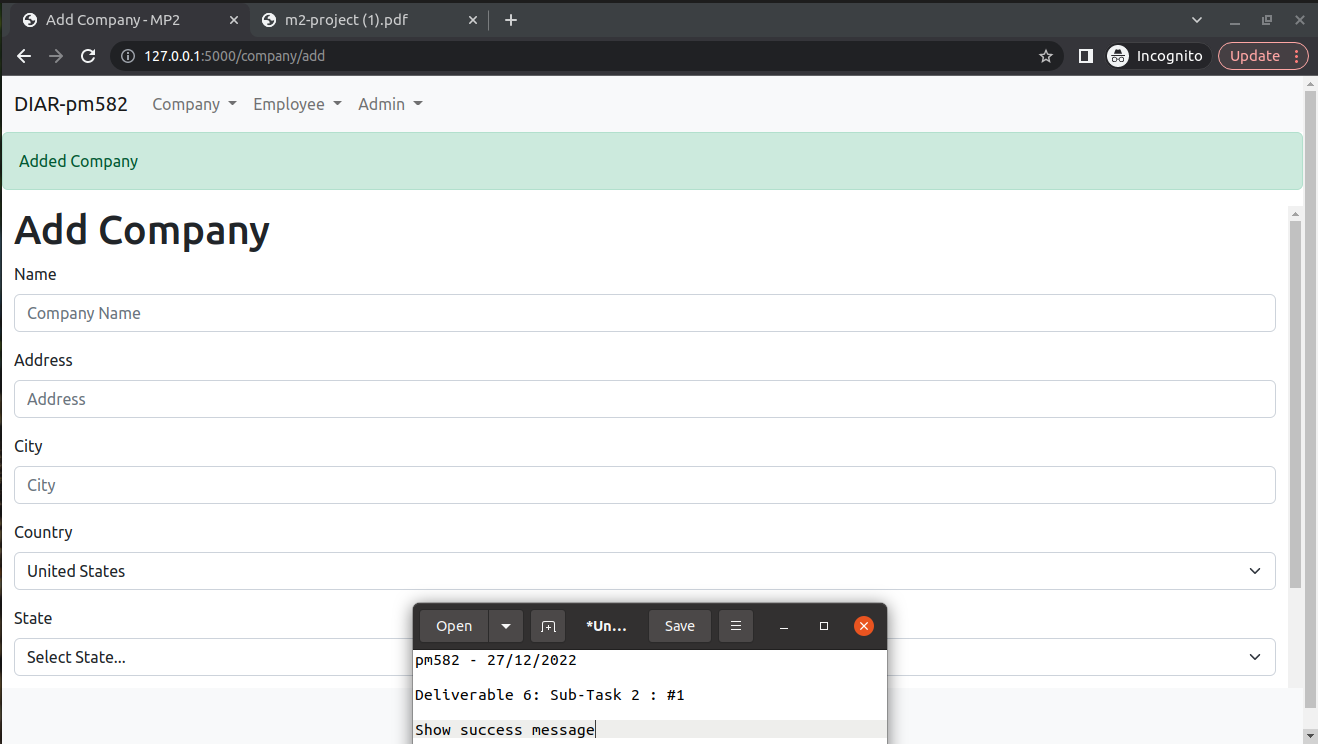 Add Company - MP2
m2-project (1).pdf
127.0.0.1:5000/company/add
Incognito
Update
DIAR-pm582
Company
Employee
Admin
Added Company
Add Company
Name
Company Name
Address
Address
City
City
Country
United States
State
Select State...
Open
*Un...
Save
pm582 - 27/12/2022
Deliverable 6: Sub-Task 2 : #1
Show success message